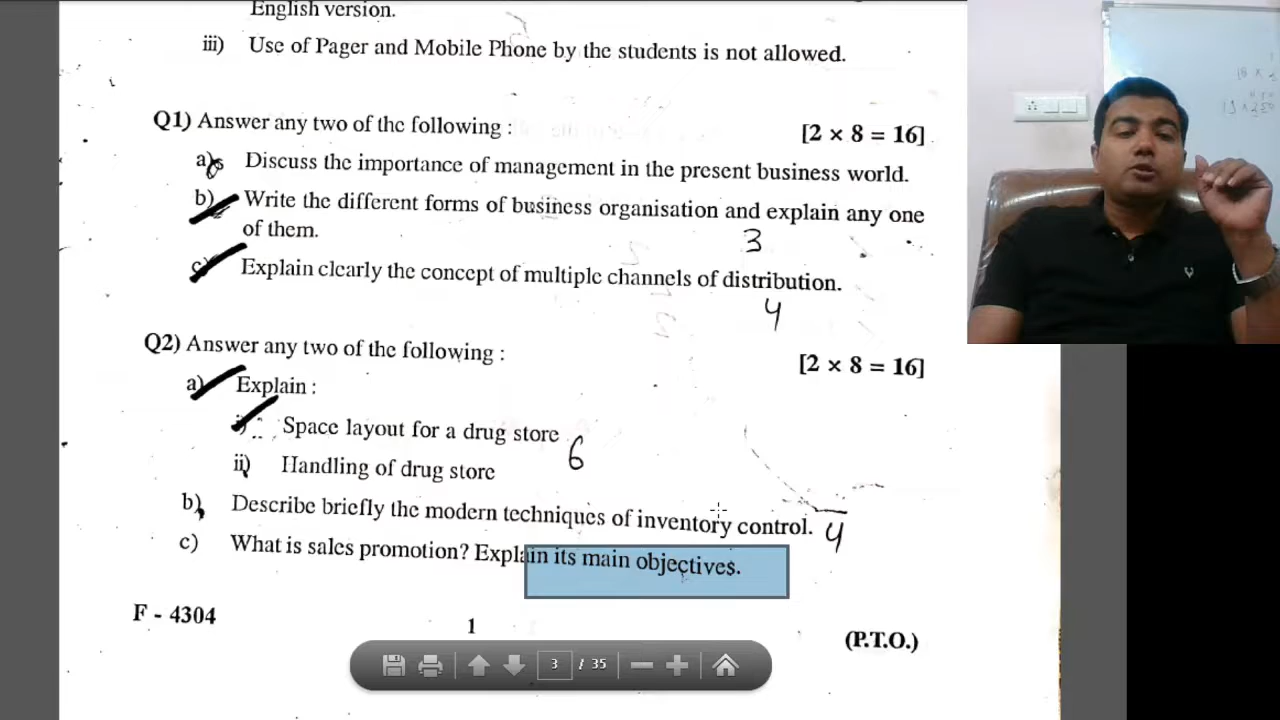 English version.
iii) Use of Pager and Mobile Phone by the students is not allowed.
Q1) Answer any two of the following : [2 × 8 = 16]
a) Discuss the importance of management in the present business world.
b) Write the different forms of business organisation and explain any one
of them.
3
c) Explain clearly the concept of multiple channels of distribution.
4
Q2) Answer any two of the following : [2 × 8 = 16]
a) Explain :
i) Space layout for a drug store
6
ii) Handling of drug store
b) Describe briefly the modern techniques of inventory control. 4
c) What is sales promotion? Explain its main objectives.
F - 4304
1
(P.T.O.)
3 / 35